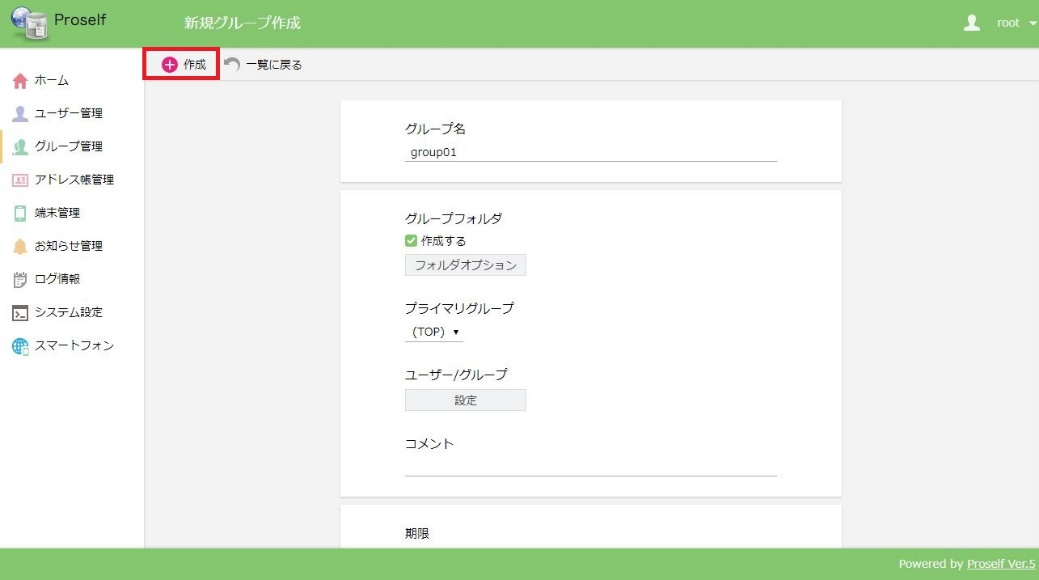 Proself
新規グループ作成
root
作成
一覧に戻る
ホーム
ユーザー管理
グループ管理
アドレス帳管理
端末管理
お知らせ管理
ログ情報
システム設定
スマートフォン
グループ名
group01
グループフォルダ
作成する
フォルダオプション
プライマリグループ
(TOP)
ユーザー/グループ
設定
コメント
期限
Powered by Proself Ver.5